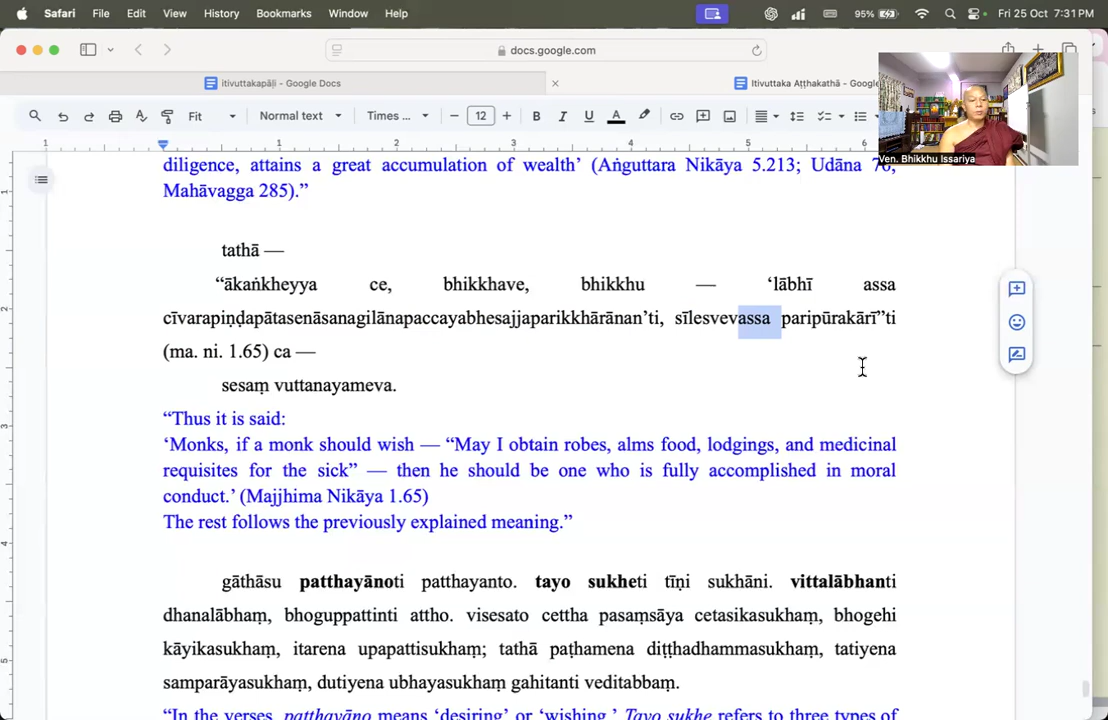 Safari File Edit View History Bookmarks Window Help 95% Fri 25 Oct 7:31 PM
docs.google.com
itivuttakapāḷi - Google Docs
Itivuttaka Aṭṭhakathā - Google
Fit Normal text Times ... 12
Ven. Bhikkhu Issariya
1 1 2 3 4 5 6
diligence, attains a great accumulation of wealth’ (Aṅguttara Nikāya 5.213; Udāna 76;
Mahāvagga 285).”
tathā —
“ākaṅkheyya ce, bhikkhave, bhikkhu — ‘lābhī assa
cīvarapiṇḍapātasenāsanagilānapaccayabhesajjaparikkhārānan’ti, sīlesvevassa paripūrakārī”ti
(ma. ni. 1.65) ca —
sesaṃ vuttanayameva.
“Thus it is said:
‘Monks, if a monk should wish — “May I obtain robes, alms food, lodgings, and medicinal
requisites for the sick” — then he should be one who is fully accomplished in moral
conduct.’ (Majjhima Nikāya 1.65)
The rest follows the previously explained meaning.”
gāthāsu patthayānoti patthayanto. tayo sukheti tīṇi sukhāni. vittalābhanti
dhanalābhaṃ, bhoguppattinti attho. visesato cettha pasaṃsāya cetasikasukhaṃ, bhogehi
kāyikasukhaṃ, itarena upapattisukhaṃ; tathā paṭhamena diṭṭhadhammasukhaṃ, tatiyena
samparāyasukhaṃ, dutiyena ubhayasukhaṃ gahitanti veditabbaṃ.
“In the verses, patthayāno means ‘desiring’ or ‘wishing.’ Tayo sukhe refers to three types of